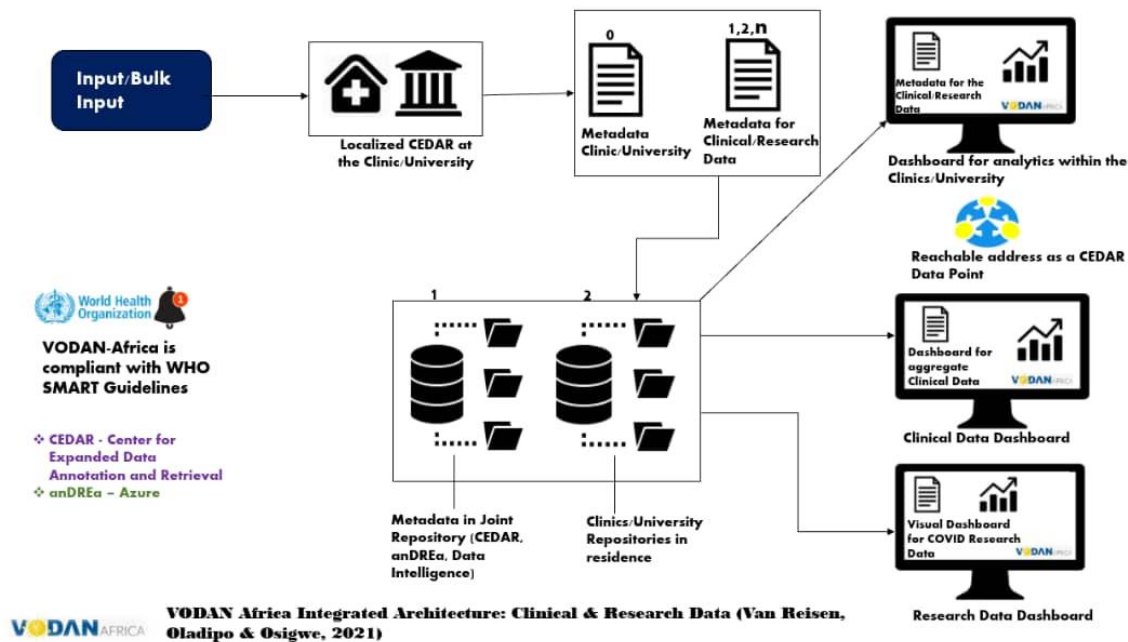 Input/Bulk
Input
Localized CEDAR at
the Clinic/University
0
Metadata
Clinic/University
1,2,n
Metadata for
Clinical/Research
Data
Metadata for the
Clinical/Research
Data
VODANAFRICA
Dashboard for analytics within the
Clinics/University
Reachable address as a CEDAR
Data Point
World Health
Organization
1
VODAN-Africa is
compliant with WHO
SMART Guidelines
❖ CEDAR - Center for
Expanded Data
Annotation and Retrieval
❖ anDREa – Azure
1
2
Metadata in Joint
Repository (CEDAR,
anDREa, Data
Intelligence)
Clinics/University
Repositories in
residence
Dashboard for
aggregate
Clinical Data
VODANAFRICA
Clinical Data Dashboard
Visual Dashboard
for COVID Research
Data
VODANAFRICA
Research Data Dashboard
VODANAFRICA
VODAN Africa Integrated Architecture: Clinical & Research Data (Van Reisen,
Oladipo & Osigwe, 2021)